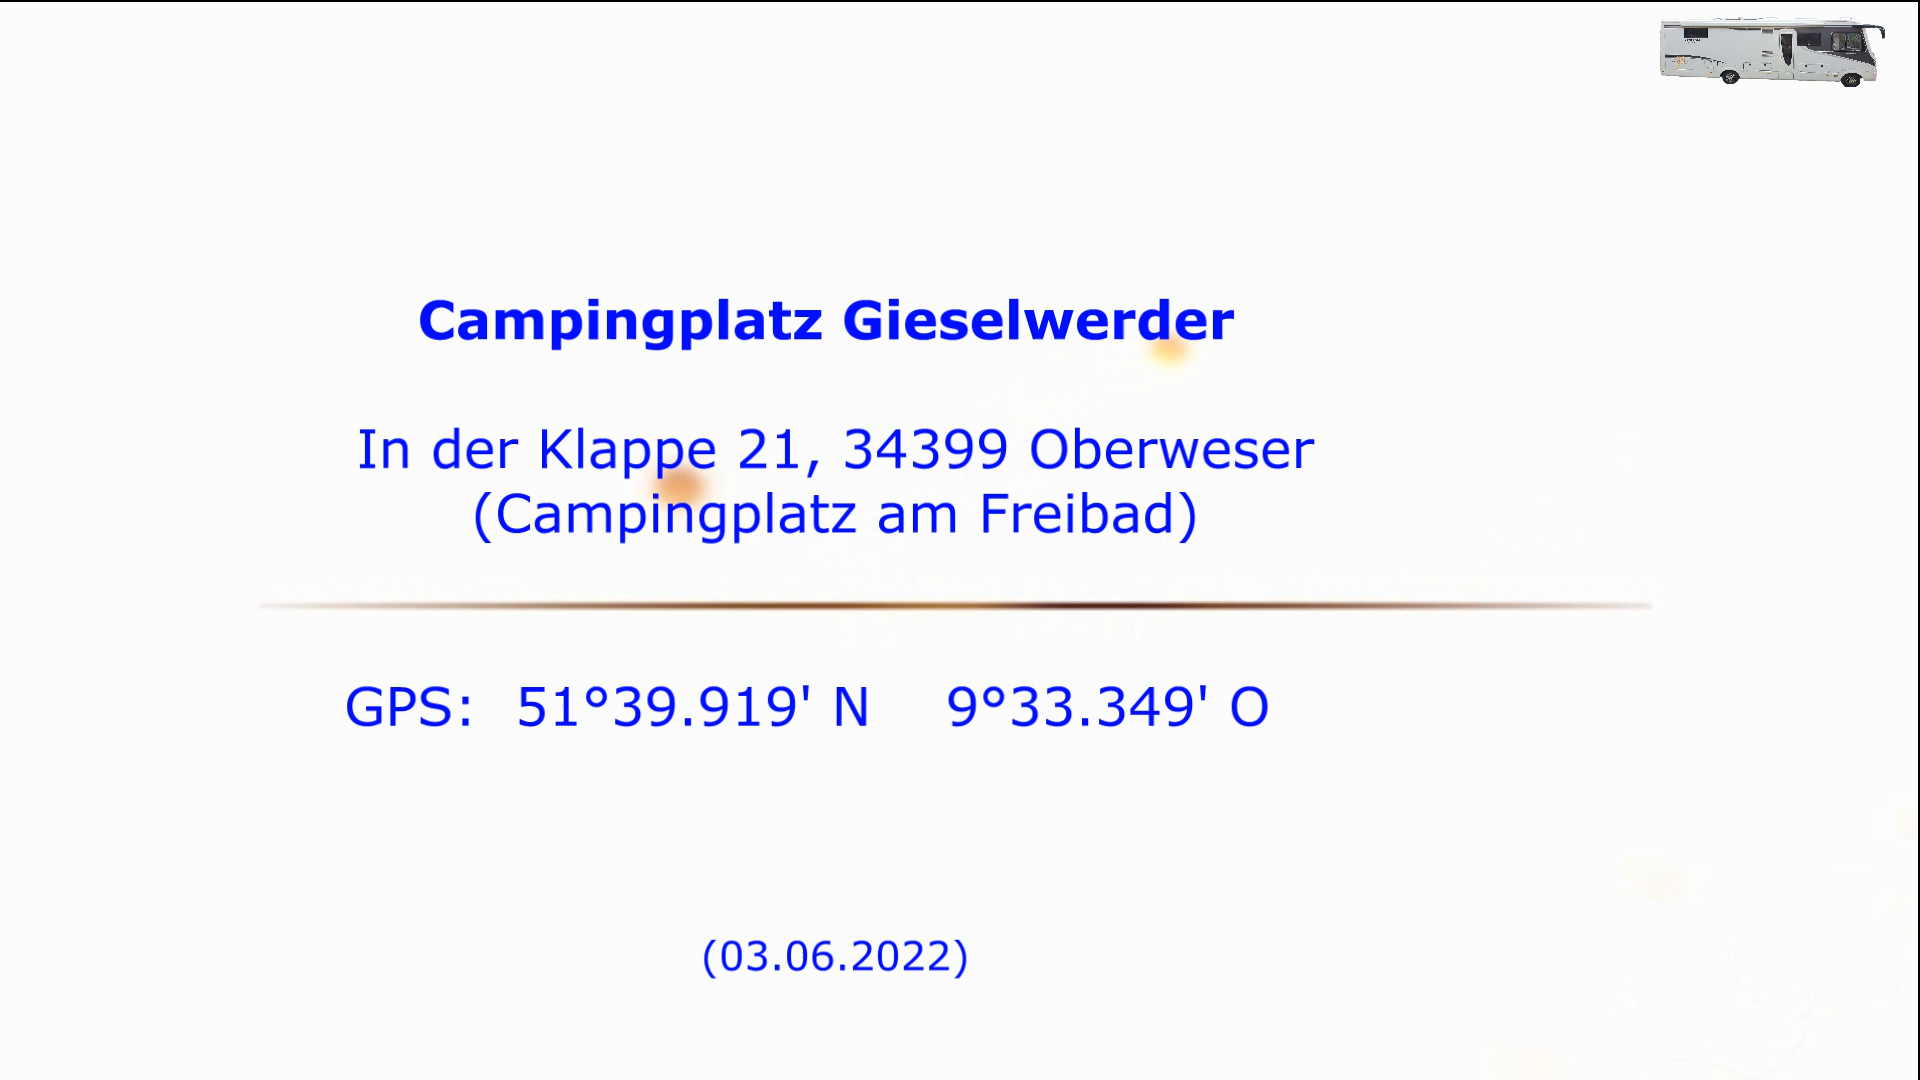 Campingplatz Gieselwerder
In der Klappe 21, 34399 Oberweser
(Campingplatz am Freibad)
GPS: 51°39.919' N 9°33.349' O
(03.06.2022)